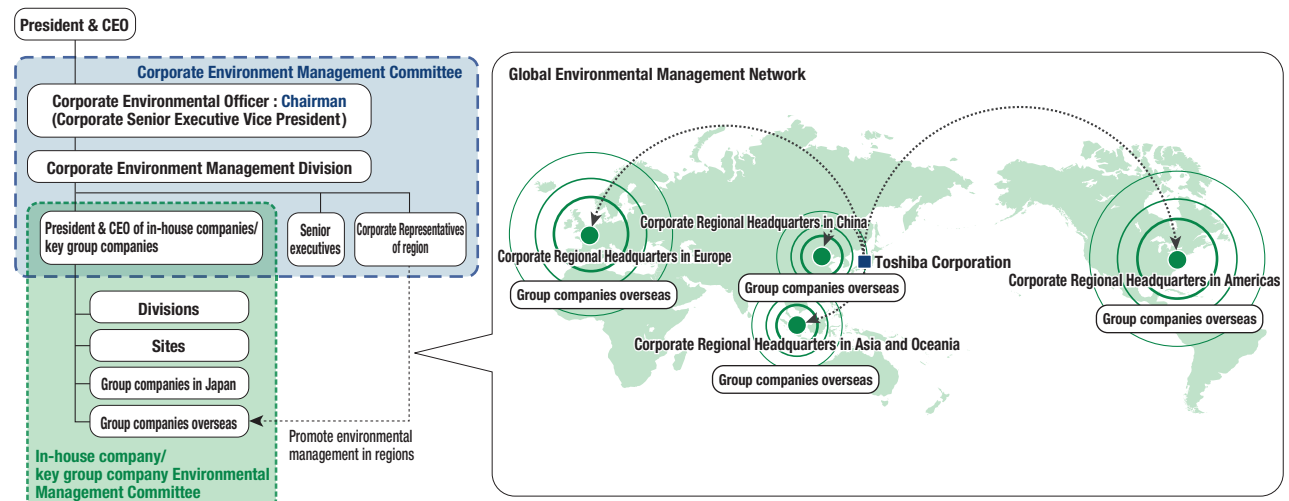 President & CEO
Corporate Environment Management Committee
Corporate Environmental Officer : Chairman
(Corporate Senior Executive Vice President)
Corporate Environment Management Division
President & CEO of in-house companies/
key group companies
Senior
executives
Corporate Representatives
of region
Divisions
Sites
Group companies in Japan
Group companies overseas
Promote environmental
management in regions
In-house company/
key group company Environmental
Management Committee
Global Environmental Management Network
Corporate Regional Headquarters in China
Corporate Regional Headquarters in Europe
Toshiba Corporation
Corporate Regional Headquarters in Americas
Group companies overseas
Group companies overseas
Group companies overseas
Corporate Regional Headquarters in Asia and Oceania
Group companies overseas